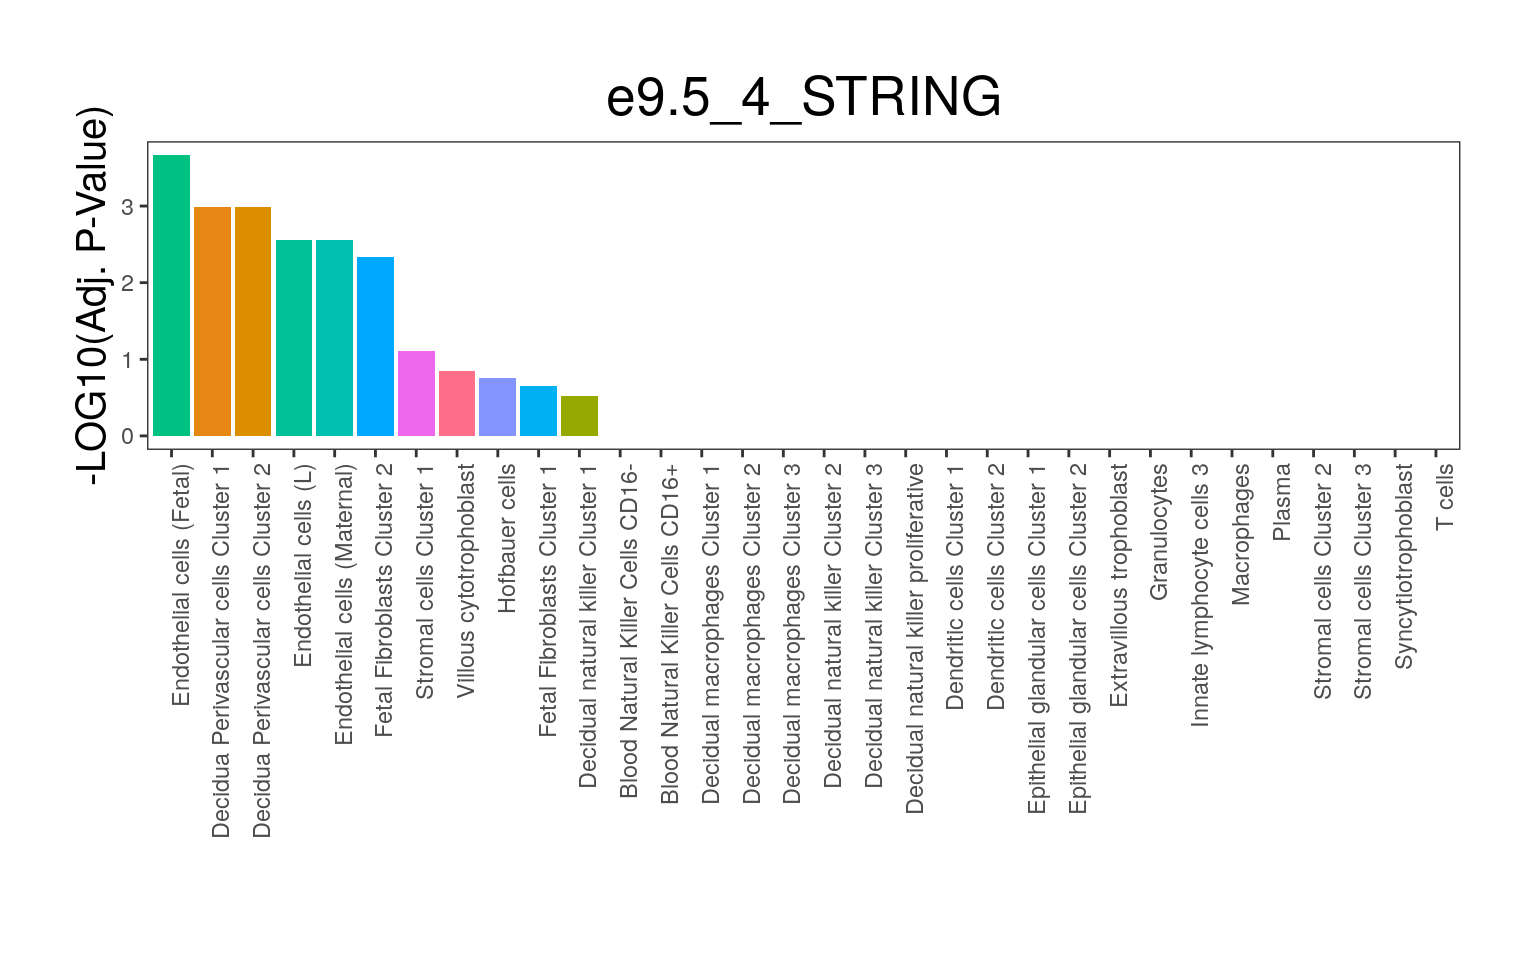 e9.5_4_STRING
-LOG10(Adj. P-Value)
3
2
1
0
Endothelial cells (Fetal)
Decidua Perivascular cells Cluster 1
Decidua Perivascular cells Cluster 2
Endothelial cells (L)
Endothelial cells (Maternal)
Fetal Fibroblasts Cluster 2
Stromal cells Cluster 1
Villous cytotrophoblast
Hofbauer cells
Fetal Fibroblasts Cluster 1
Decidual natural killer Cluster 1
Blood Natural Killer Cells CD16-
Blood Natural Killer Cells CD16+
Decidual macrophages Cluster 1
Decidual macrophages Cluster 2
Decidual macrophages Cluster 3
Decidual natural killer Cluster 2
Decidual natural killer Cluster 3
Decidual natural killer proliferative
Dendritic cells Cluster 1
Dendritic cells Cluster 2
Epithelial glandular cells Cluster 1
Epithelial glandular cells Cluster 2
Extravillous trophoblast
Granulocytes
Innate lymphocyte cells 3
Macrophages
Plasma
Stromal cells Cluster 2
Stromal cells Cluster 3
Syncytiotrophoblast
T cells